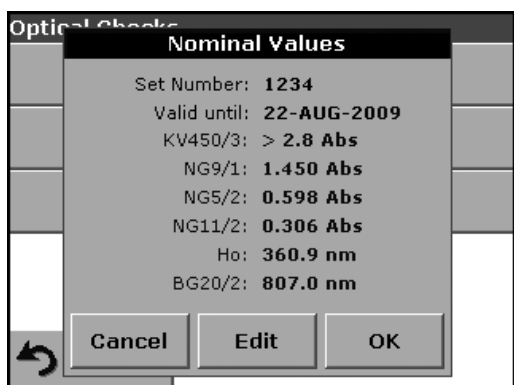 Optical Checks
Nominal Values
Set Number: 1234
Valid until: 22-AUG-2009
KV450/3: > 2.8 Abs
NG9/1: 1.450 Abs
NG5/2: 0.598 Abs
NG11/2: 0.306 Abs
Ho: 360.9 nm
BG20/2: 807.0 nm
Cancel Edit OK